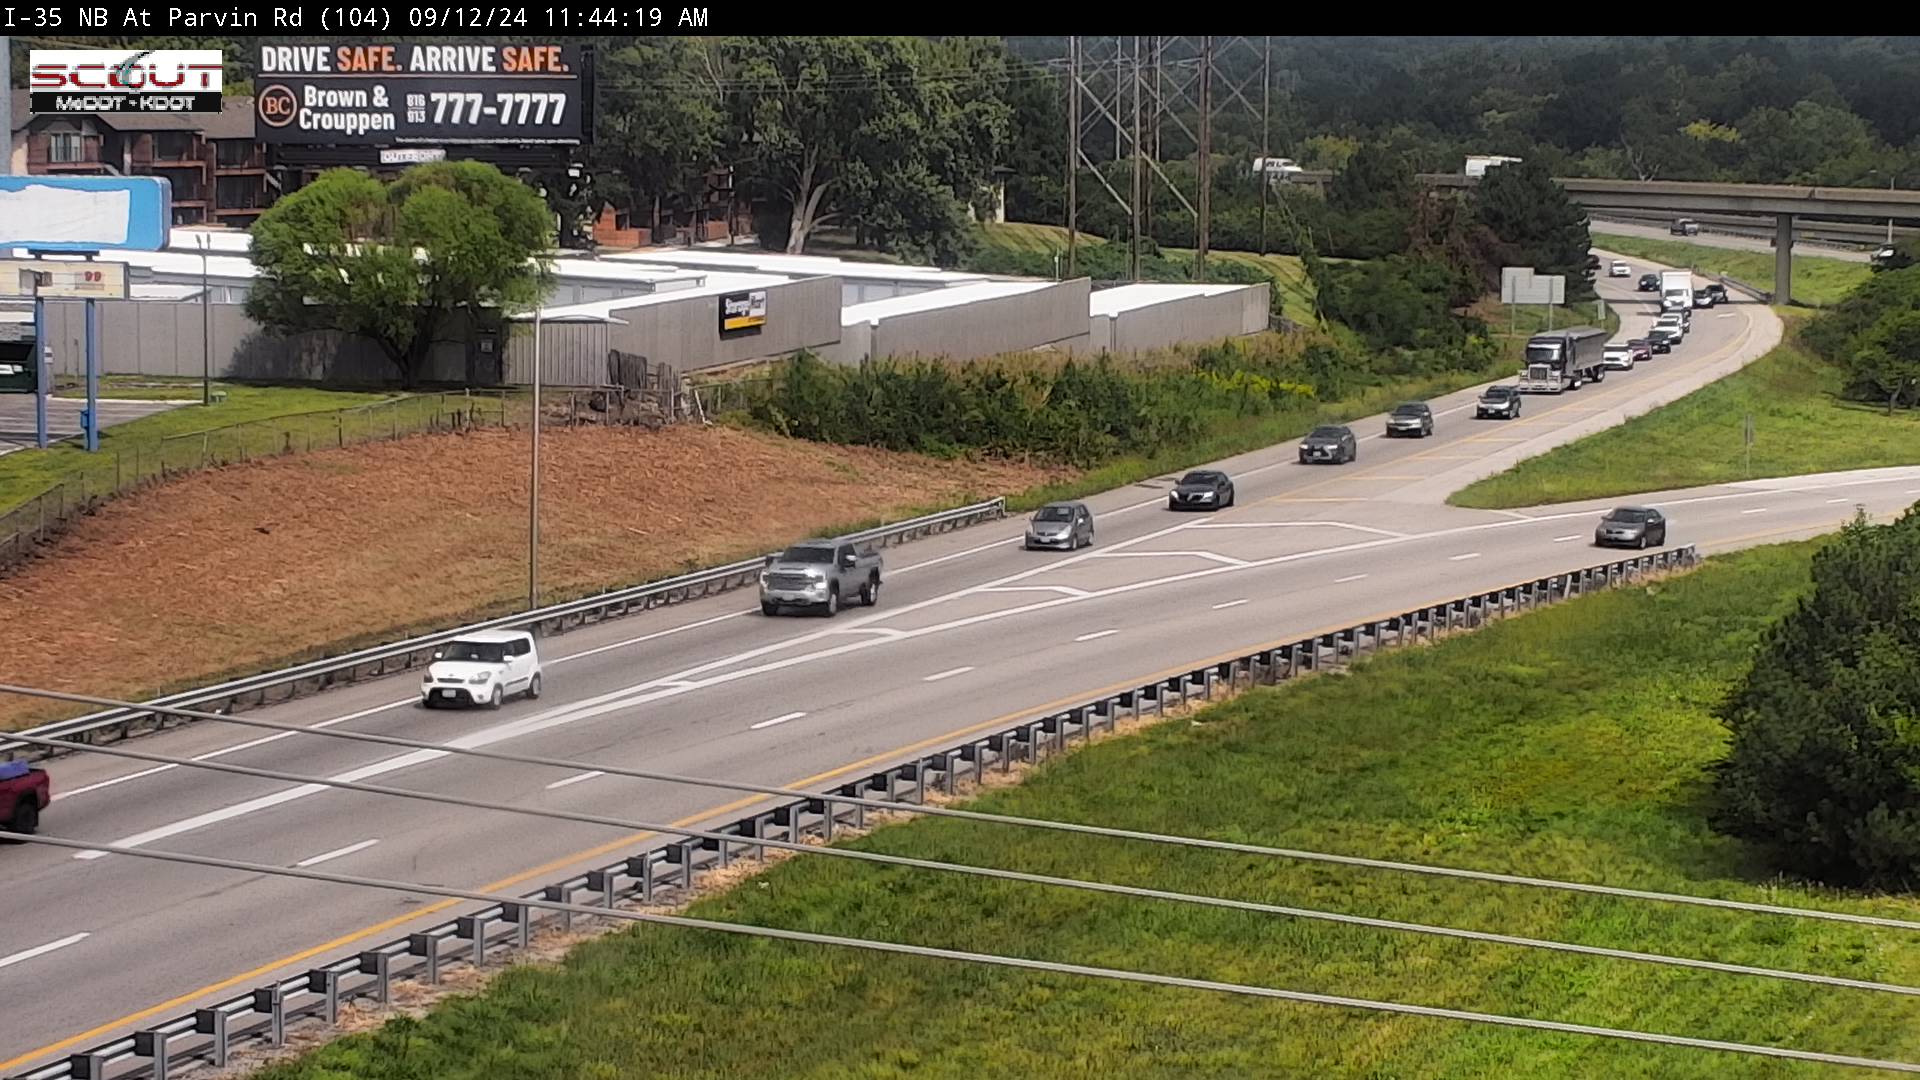 I-35 NB At Parvin Rd (104) 09/12/24 11:44:19 AM
SCOUT
MoDOT - KDOT
DRIVE SAFE. ARRIVE SAFE.
BC Brown & Crouppen 816 913 777-7777
OUTFRONT
99